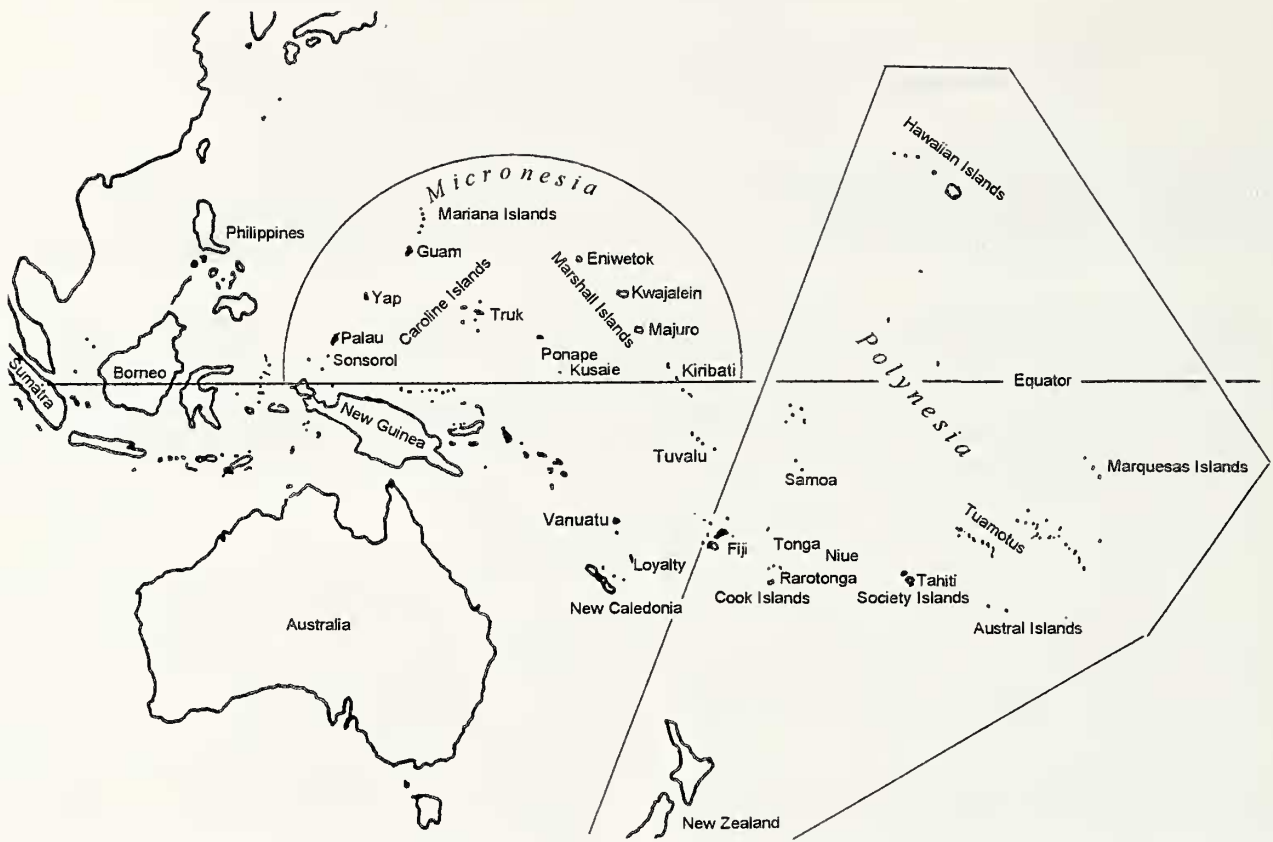 Hawaiian Islands
Micronesia
Mariana Islands
Philippines
Guam
Eniwetok
Caroline Islands
Marshall Islands
Yap
Kwajalein
Truk
Majuro
Palau
Ponape
Polynesia
Sonsorol
Kusaie
Kiribati
Sumatra
Borneo
Equator
New Guinea
Tuvalu
Samoa
Marquesas Islands
Vanuatu
Tuamotus
Fiji
Tonga
Niue
Loyalty
Rarotonga
Tahiti
New Caledonia
Cook Islands
Society Islands
Australia
Austral Islands
New Zealand